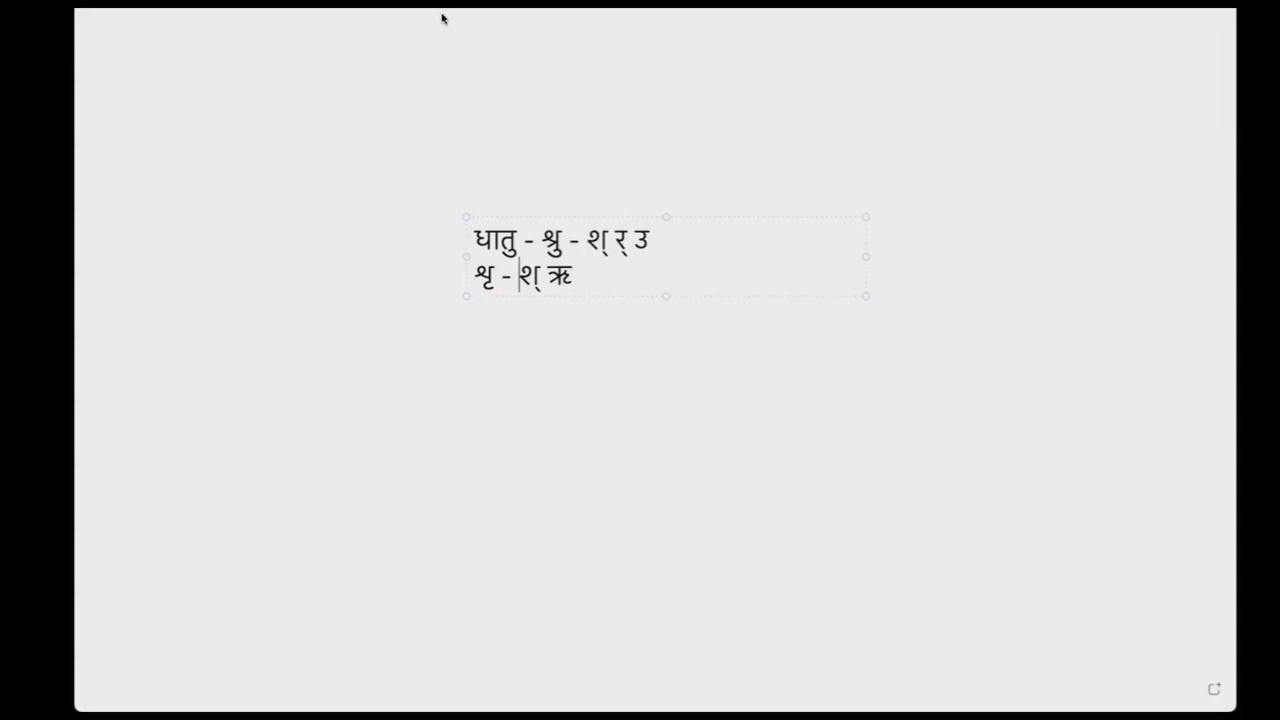 धातु - श्रु - श् र् उ
शृ - श् ऋ